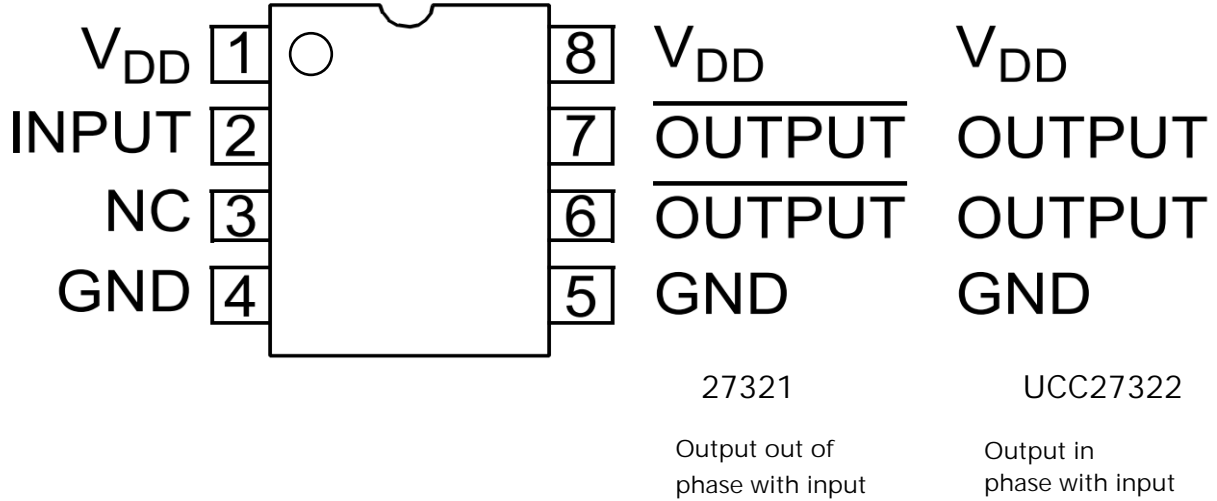 VDD 1 8 VDD VDD
INPUT 2 7 OUTPUT OUTPUT
NC 3 6 OUTPUT OUTPUT
GND 4 5 GND GND
27321 UCC27322
Output out of Output in
phase with input phase with input